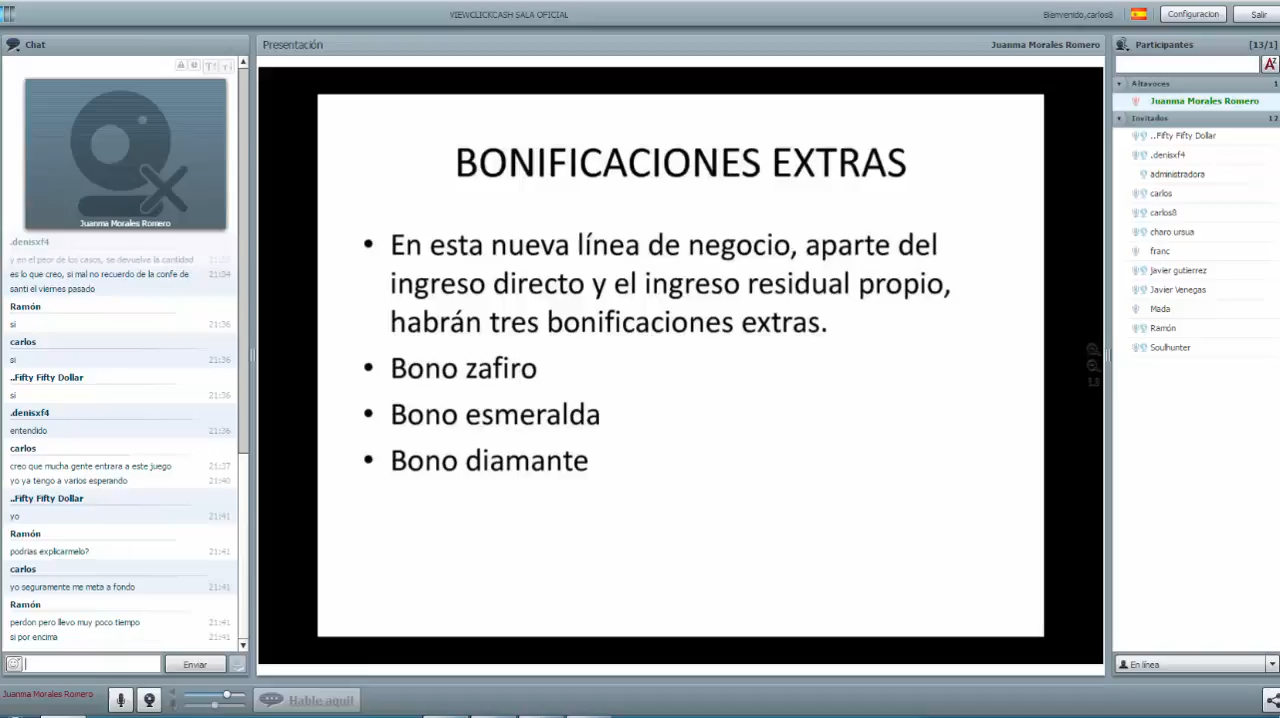 VIEWCLICKCASH SALA OFICIAL
Bienvenido,carlos8
Configuracion
Salir
Chat
Juanma Morales Romero
.denisxf4
y en el peor de los casos, se devuelve la cantidad
es lo que creo, si mal no recuerdo de la confe de 21:34
santi el viernes pasado
Ramón
si 21:36
carlos
si 21:36
..Fifty Fifty Dollar
si 21:36
.denisxf4
entendido 21:36
carlos
creo que mucha gente entrara a este juego 21:37
yo ya tengo a varios esperando 21:40
..Fifty Fifty Dollar
yo 21:41
Ramón
podrias explicarmelo? 21:41
carlos
yo seguramente me meta a fondo 21:41
Ramón
perdon pero llevo muy poco tiempo 21:41
si por encima 21:41
Enviar
Juanma Morales Romero
Hable aquí!
Presentación
Juanma Morales Romero
BONIFICACIONES EXTRAS
• En esta nueva línea de negocio, aparte del
ingreso directo y el ingreso residual propio,
habrán tres bonificaciones extras.
• Bono zafiro
• Bono esmeralda
• Bono diamante
Participantes [13/1]
Altavoces 1
Juanma Morales Romero
Invitados 12
..Fifty Fifty Dollar
.denisxf4
administradora
carlos
carlos8
charo ursua
franc
Javier gutierrez
Javier Venegas
Mada
Ramón
Soulhunter
En línea